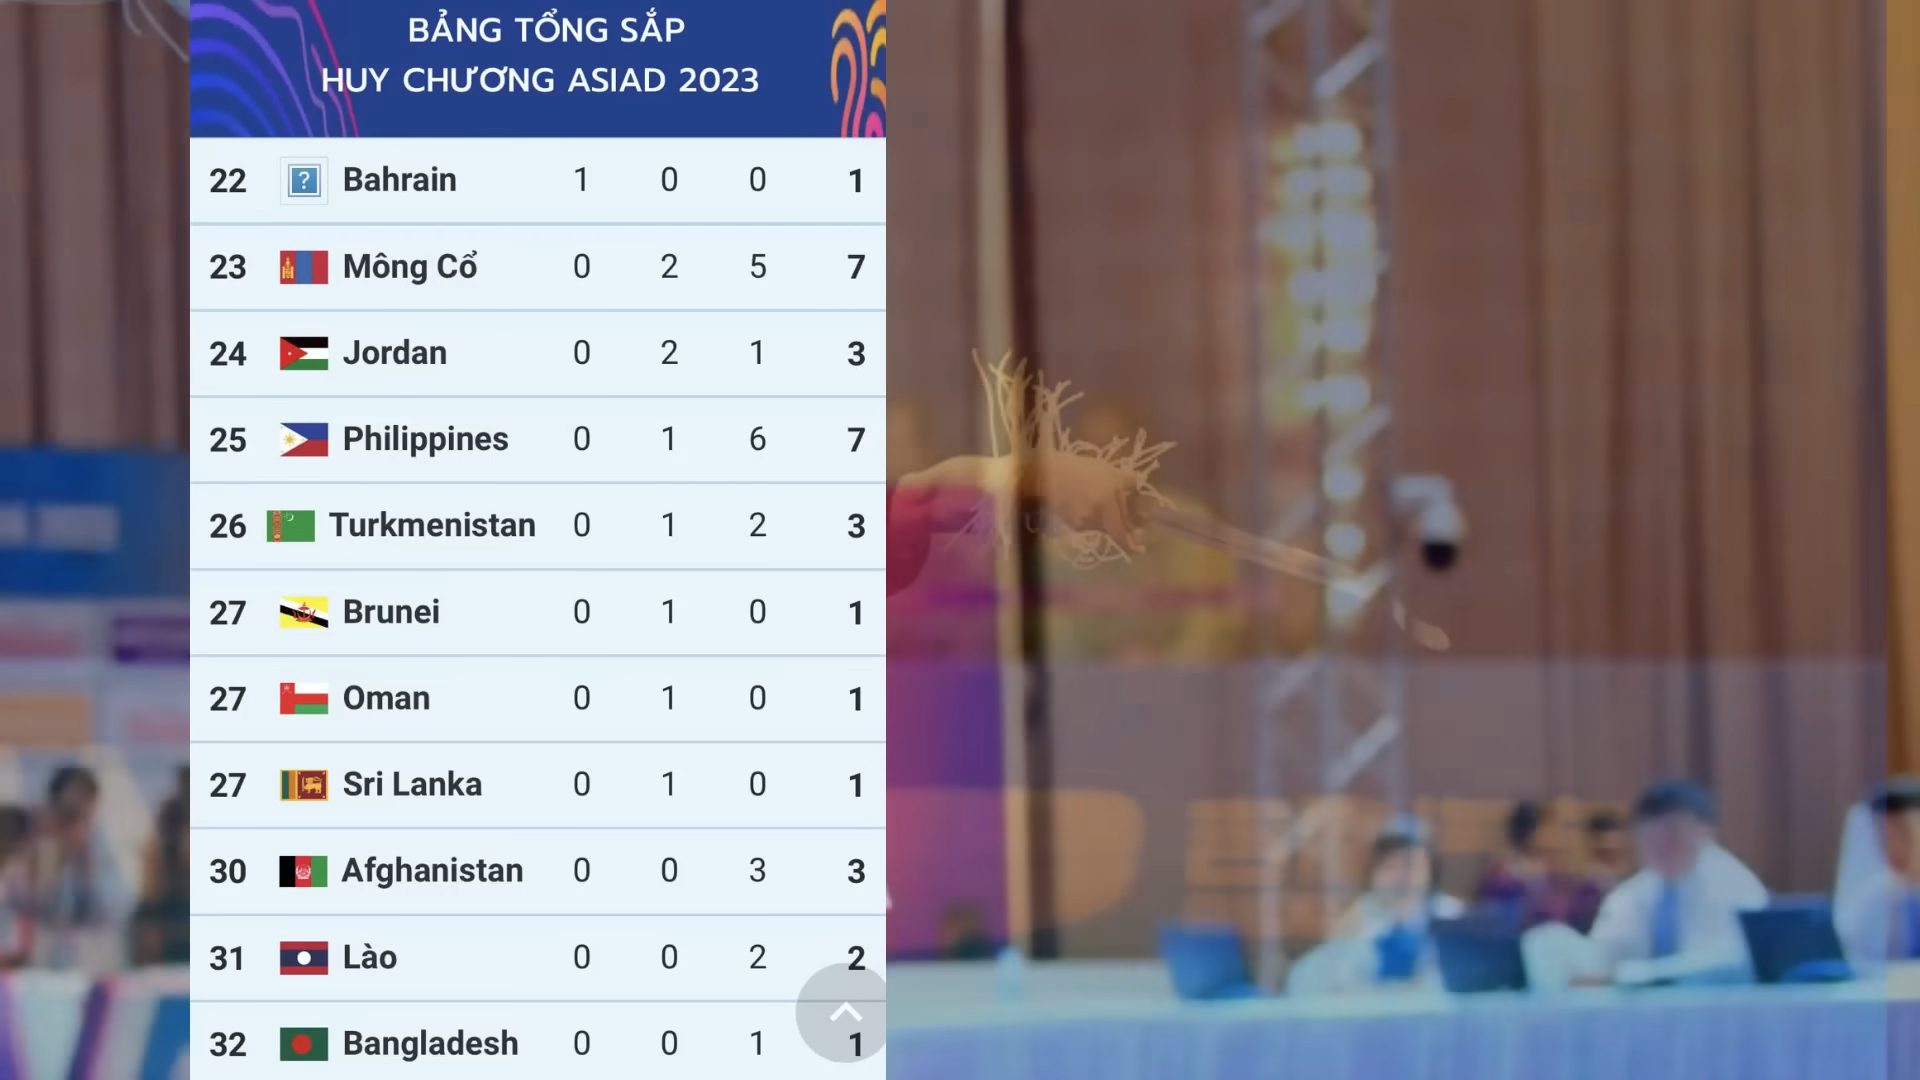 BẢNG TỔNG SẮP
HUY CHƯƠNG ASIAD 2023
22 Bahrain 1 0 0 1
23 Mông Cổ 0 2 5 7
24 Jordan 0 2 1 3
25 Philippines 0 1 6 7
26 Turkmenistan 0 1 2 3
27 Brunei 0 1 0 1
27 Oman 0 1 0 1
27 Sri Lanka 0 1 0 1
30 Afghanistan 0 0 3 3
31 Lào 0 0 2 2
32 Bangladesh 0 0 1 1